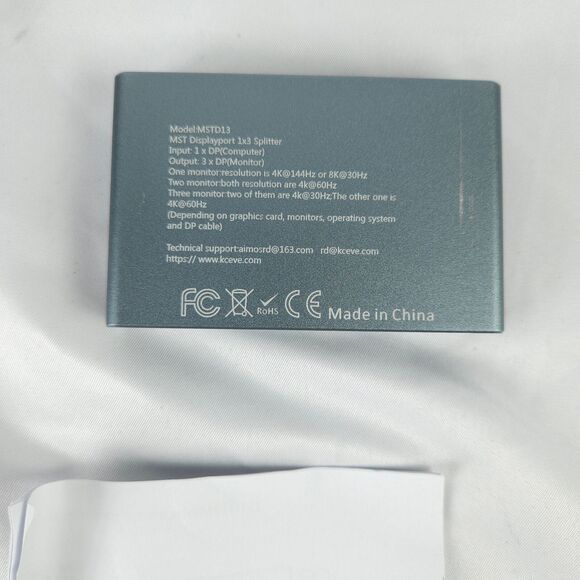 Model:MSTD13
MST Displayport 1x3 Splitter
Input: 1 x DP(Computer)
Output: 3 x DP(Monitor)
One monitor:resolution is 4K@144Hz or 8K@30Hz
Two monitor:both resolution are 4k@60Hz
Three monitor:two of them are 4k@30Hz;The other one is
4K@60Hz
(Depending on graphics card, monitors, operating system
and DP cable)
Technical support:aimosrd@163.com rd@kceve.com
https:// www.kceve.com
FC RoHS CE Made in China